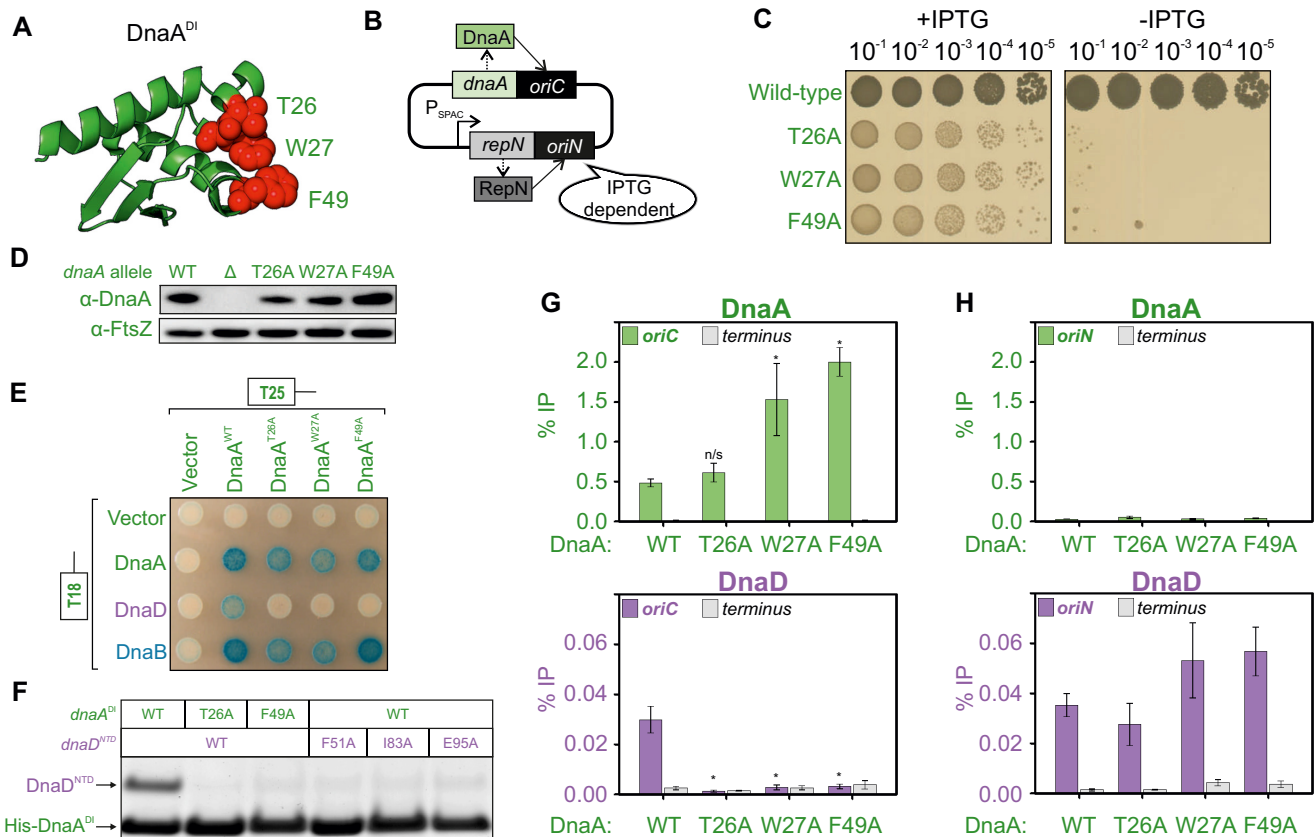 A
DnaA^DI
T26
W27
F49
B
DnaA
dnaA oriC
P_SPAC
repN oriN
RepN
IPTG
dependent
C
+IPTG -IPTG
10^-1 10^-2 10^-3 10^-4 10^-5 10^-1 10^-2 10^-3 10^-4 10^-5
Wild-type
T26A
W27A
F49A
D
dnaA allele WT Δ T26A W27A F49A
α-DnaA
α-FtsZ
E
T25
Vector DnaA^WT DnaA^T26A DnaA^W27A DnaA^F49A
T18
Vector
DnaA
DnaD
DnaB
F
dnaA^DI WT T26A F49A WT
dnaD^NTD WT F51A I83A E95A
DnaD^NTD
His-DnaA^DI
G
DnaA
oriC terminus
% IP
2.0
1.5
1.0
0.5
0.0
n/s * *
DnaA: WT T26A W27A F49A
DnaD
oriC terminus
% IP
0.06
0.04
0.02
0.00
* * *
DnaA: WT T26A W27A F49A
H
DnaA
oriN terminus
% IP
2.0
1.5
1.0
0.5
0.0
DnaA: WT T26A W27A F49A
DnaD
oriN terminus
% IP
0.06
0.04
0.02
0.00
DnaA: WT T26A W27A F49A